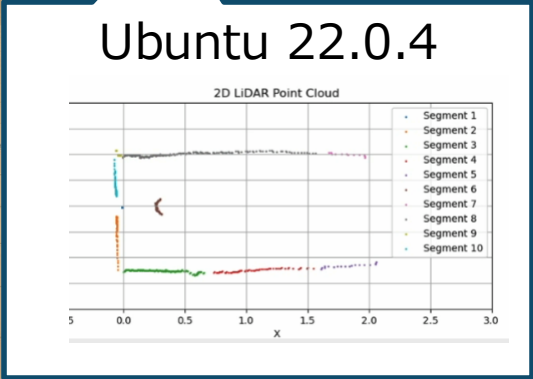 Ubuntu 22.0.4
2D LiDAR Point Cloud
Segment 1
Segment 2
Segment 3
Segment 4
Segment 5
Segment 6
Segment 7
Segment 8
Segment 9
Segment 10
5 0.0 0.5 1.0 1.5 2.0 2.5 3.0
X